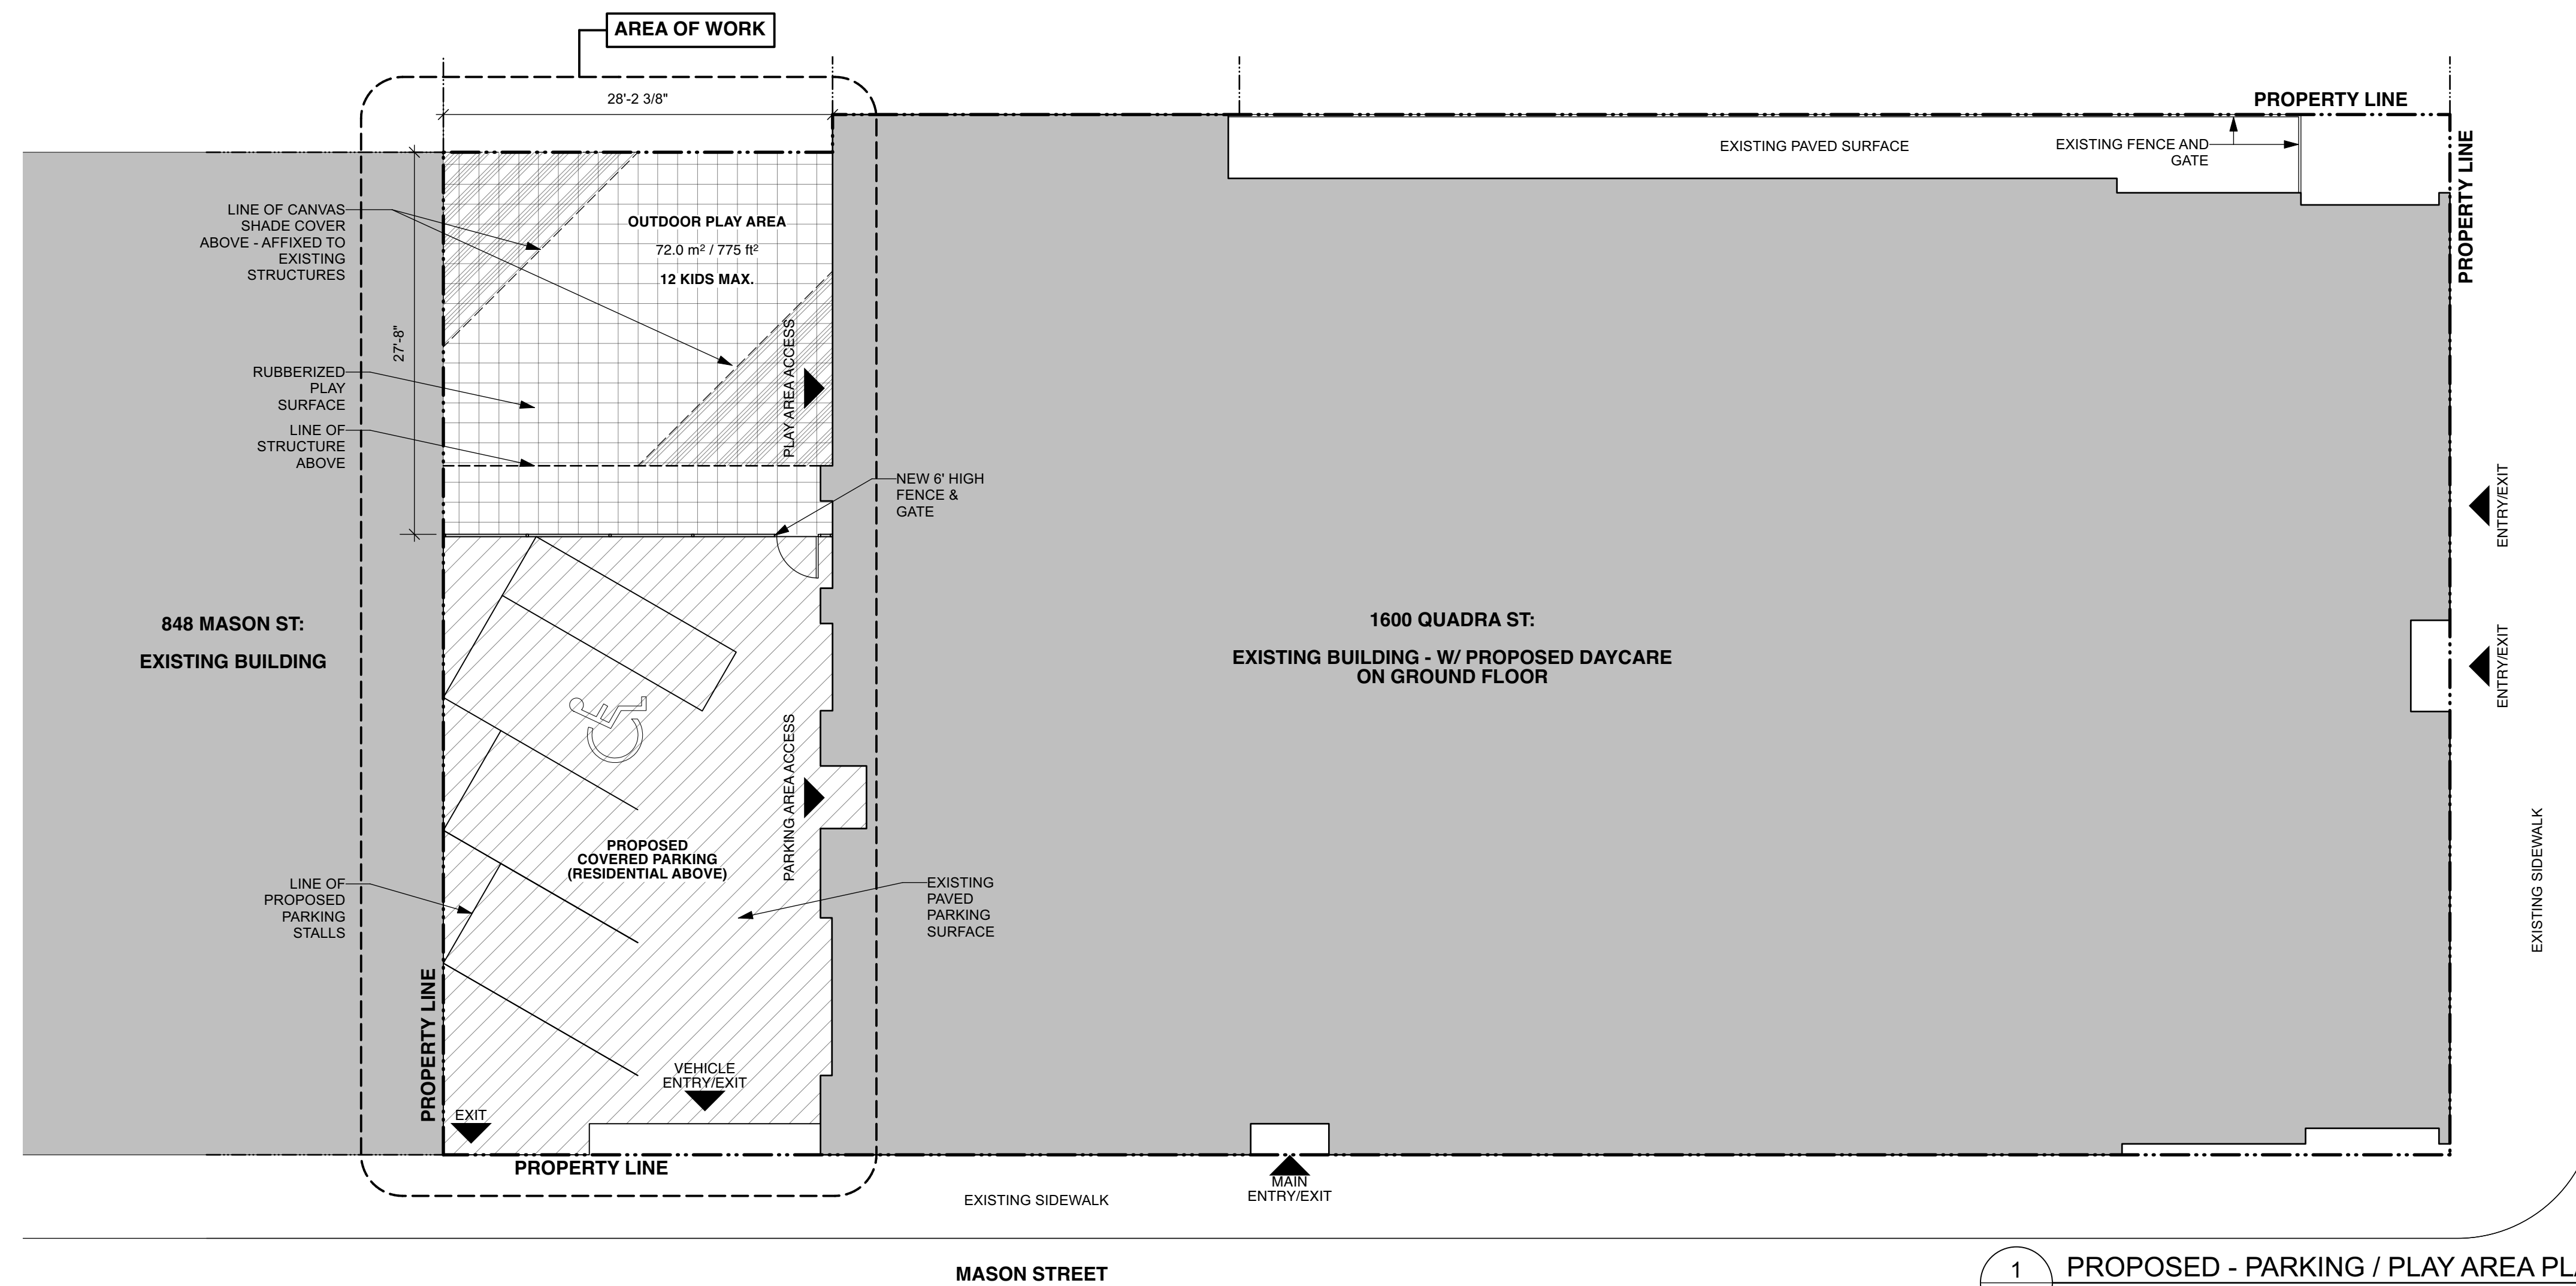 AREA OF WORK
28'-2 3/8"
PROPERTY LINE
PROPERTY LINE
EXISTING PAVED SURFACE
EXISTING FENCE AND
GATE
LINE OF CANVAS
SHADE COVER
ABOVE - AFFIXED TO
EXISTING
STRUCTURES
OUTDOOR PLAY AREA
72.0 m² / 775 ft²
12 KIDS MAX.
27'-8"
PLAY AREA ACCESS
RUBBERIZED
PLAY
SURFACE
LINE OF
STRUCTURE
ABOVE
NEW 6' HIGH
FENCE &
GATE
ENTRY/EXIT
848 MASON ST:
EXISTING BUILDING
1600 QUADRA ST:
EXISTING BUILDING - W/ PROPOSED DAYCARE
ON GROUND FLOOR
ENTRY/EXIT
PARKING AREA ACCESS
PROPOSED
COVERED PARKING
(RESIDENTIAL ABOVE)
LINE OF
PROPOSED
PARKING
STALLS
EXISTING
PAVED
PARKING
SURFACE
EXISTING SIDEWALK
PROPERTY LINE
VEHICLE
ENTRY/EXIT
EXIT
PROPERTY LINE
MAIN
ENTRY/EXIT
EXISTING SIDEWALK
MASON STREET
1
PROPOSED - PARKING / PLAY AREA